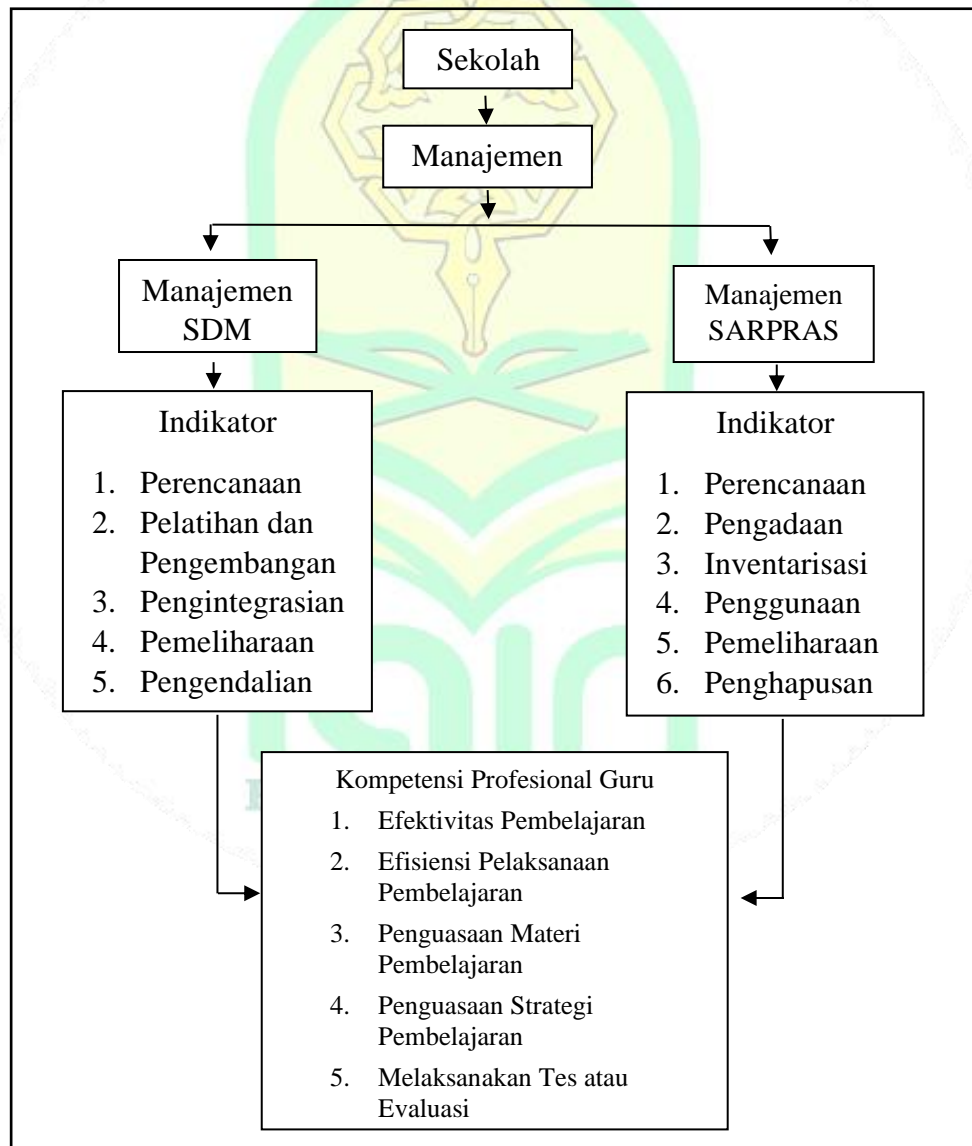 Sekolah
Manajemen
Manajemen
SDM
Manajemen
SARPRAS
Indikator
1. Perencanaan
2. Pelatihan dan
Pengembangan
3. Pengintegrasian
4. Pemeliharaan
5. Pengendalian
Indikator
1. Perencanaan
2. Pengadaan
3. Inventarisasi
4. Penggunaan
5. Pemeliharaan
6. Penghapusan
Kompetensi Profesional Guru
1. Efektivitas Pembelajaran
2. Efisiensi Pelaksanaan
Pembelajaran
3. Penguasaan Materi
Pembelajaran
4. Penguasaan Strategi
Pembelajaran
5. Melaksanakan Tes atau
Evaluasi